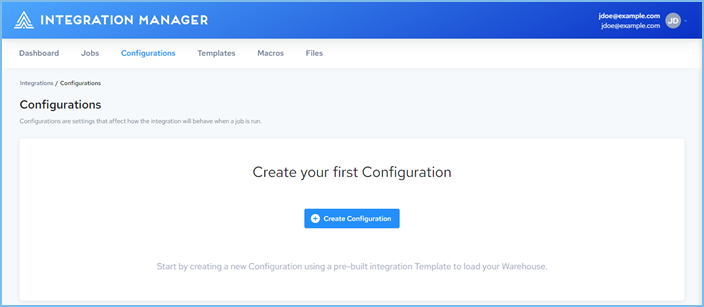 INTEGRATION MANAGER
jdoe@example.com
jdoe@example.com
JD
Dashboard Jobs Configurations Templates Macros Files
Integrations / Configurations
Configurations
Configurations are settings that affect how the integration will behave when a job is run.
Create your first Configuration
Create Configuration
Start by creating a new Configuration using a pre-built integration Template to load your Warehouse.